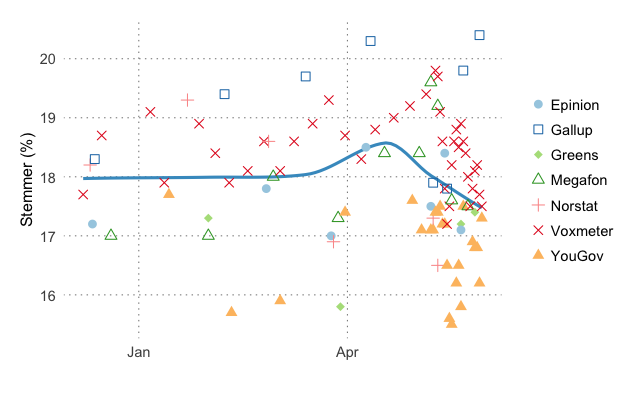 20
19
18
17
16
Stemmer (%)
Jan
Apr
Epinion
Gallup
Greens
Megafon
Norstat
Voxmeter
YouGov